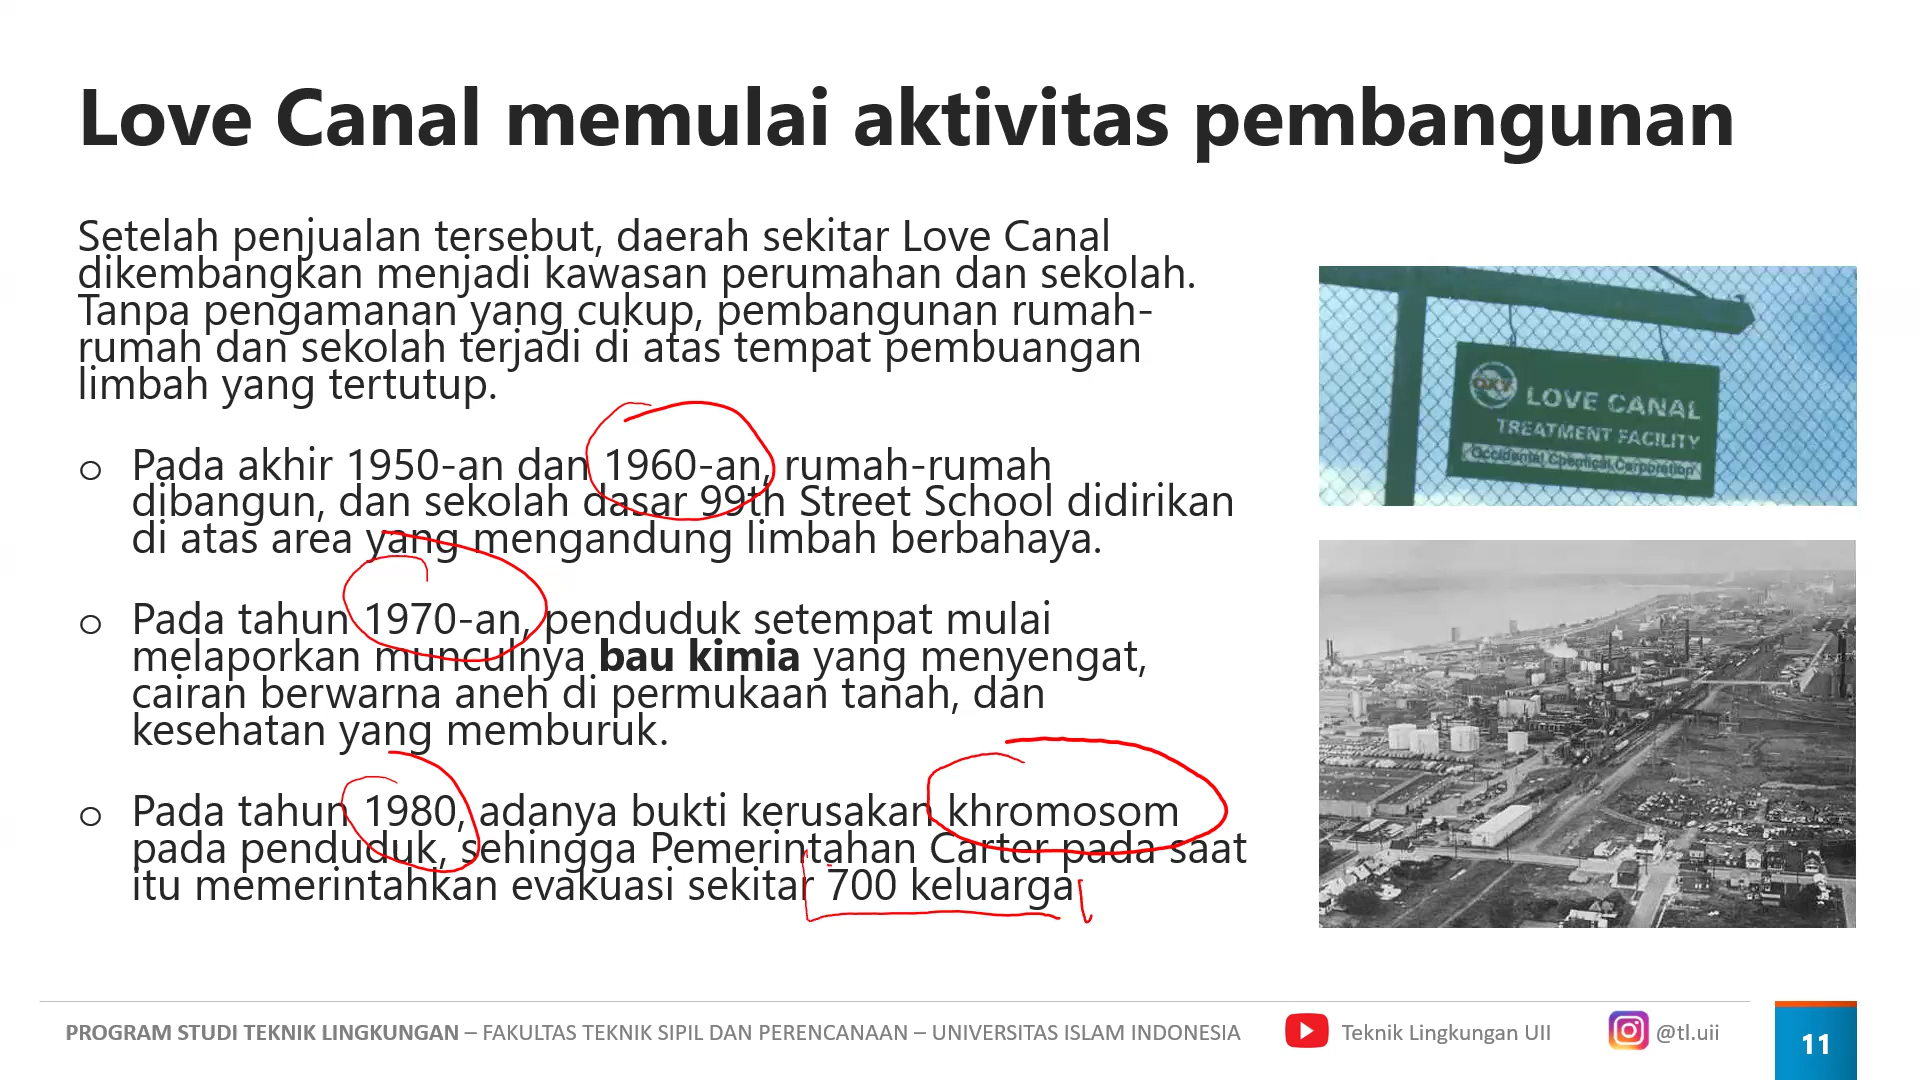 Love Canal memulai aktivitas pembangunan
Setelah penjualan tersebut, daerah sekitar Love Canal
dikembangkan menjadi kawasan perumahan dan sekolah.
Tanpa pengamanan yang cukup, pembangunan rumah-
rumah dan sekolah terjadi di atas tempat pembuangan
limbah yang tertutup.
o Pada akhir 1950-an dan 1960-an, rumah-rumah
dibangun, dan sekolah dasar 99th Street School didirikan
di atas area yang mengandung limbah berbahaya.
o Pada tahun 1970-an, penduduk setempat mulai
melaporkan munculnya bau kimia yang menyengat,
cairan berwarna aneh di permukaan tanah, dan
kesehatan yang memburuk.
o Pada tahun 1980, adanya bukti kerusakan khromosom
pada penduduk, sehingga Pemerintahan Carter pada saat
itu memerintahkan evakuasi sekitar 700 keluarga
OXY
LOVE CANAL
TREATMENT FACILITY
Occidental Chemical Corporation
PROGRAM STUDI TEKNIK LINGKUNGAN – FAKULTAS TEKNIK SIPIL DAN PERENCANAAN – UNIVERSITAS ISLAM INDONESIA
Teknik Lingkungan UII
@tl.uii
11